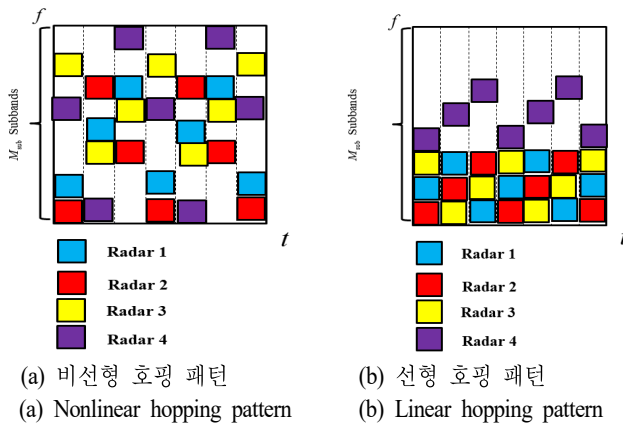 f
M_sub Subbands
t
Radar 1
Radar 2
Radar 3
Radar 4
(a) 비선형 호핑 패턴
(a) Nonlinear hopping pattern
f
M_sub Subbands
t
Radar 1
Radar 2
Radar 3
Radar 4
(b) 선형 호핑 패턴
(b) Linear hopping pattern